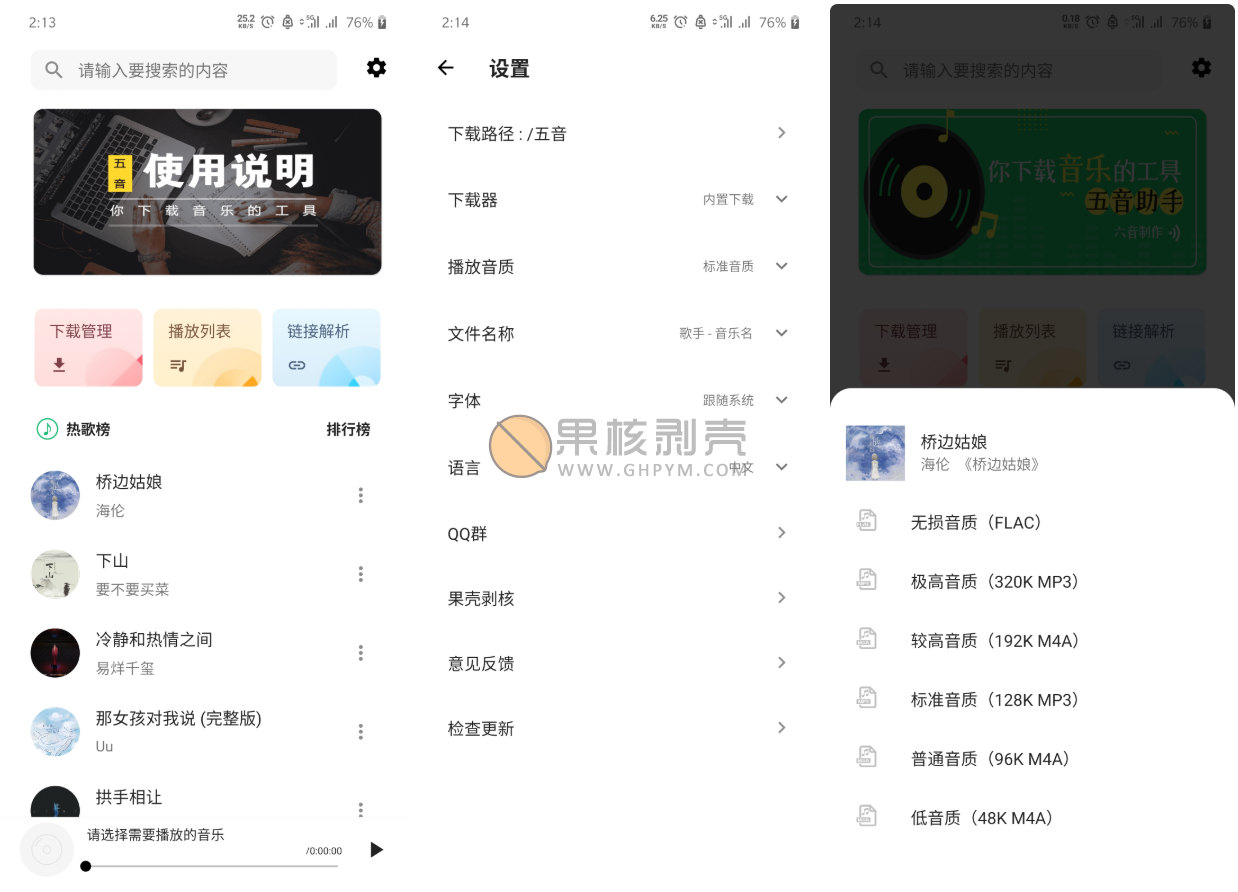 2:13
25.2
KB/S
5G
76%
请输入要搜索的内容
五音
使用说明
你下载音乐的工具
下载管理
播放列表
链接解析
热歌榜
排行榜
桥边姑娘
海伦
下山
要不要买菜
冷静和热情之间
易烊千玺
那女孩对我说 (完整版)
Uu
拱手相让
请选择需要播放的音乐
/0:00:00
2:14
6.25
KB/S
5G
76%
设置
下载路径 : /五音
下载器
内置下载
播放音质
标准音质
文件名称
歌手 - 音乐名
字体
跟随系统
果核剥壳
WWW.GHPYM.COM
语言
中文
QQ群
果壳剥核
意见反馈
检查更新
2:14
0.18
KB/S
5G
76%
请输入要搜索的内容
你下载音乐的工具
五音助手
六音制作
下载管理
播放列表
链接解析
桥边姑娘
海伦 《桥边姑娘》
无损音质（FLAC）
极高音质（320K MP3）
较高音质（192K M4A）
标准音质（128K MP3）
普通音质（96K M4A）
低音质（48K M4A）